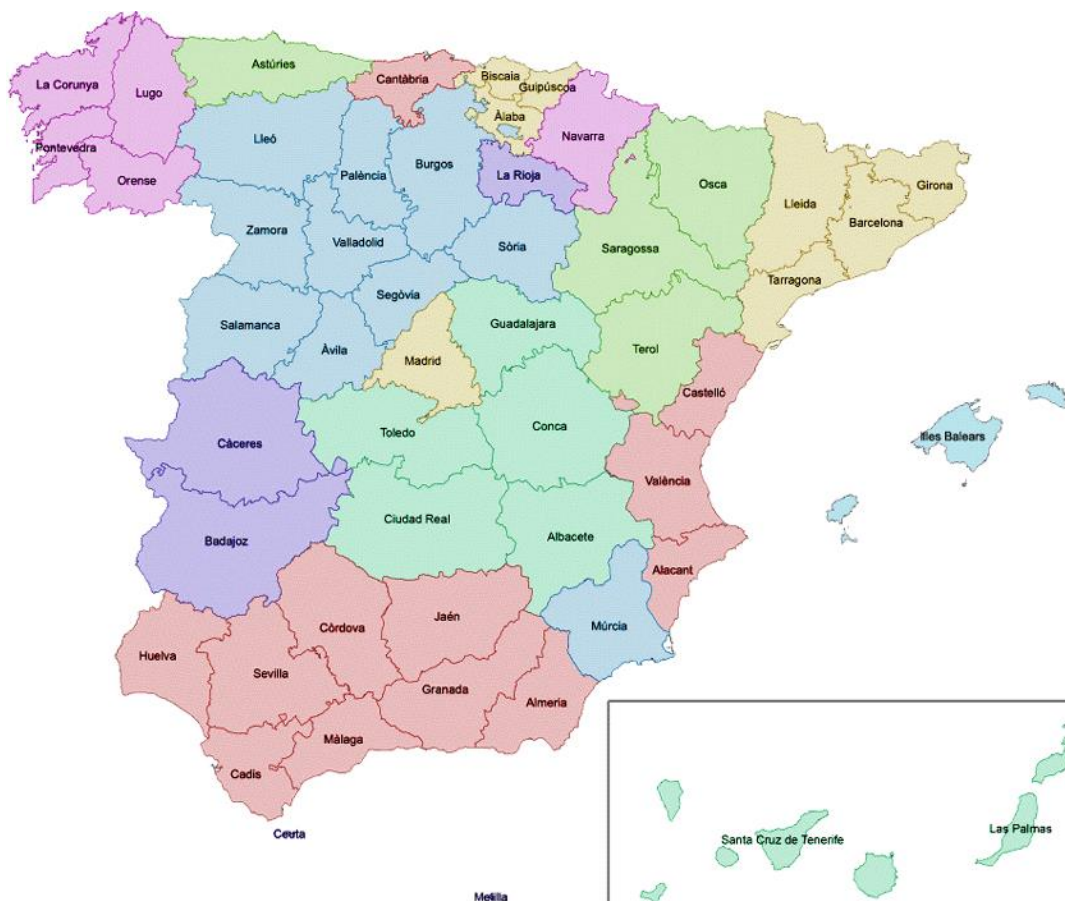 Astúries
Cantàbria
Biscaia
Guipúscoa
La Corunya
Lugo
Àlaba
Navarra
Pontevedra
Orense
Lleó
Palència
Burgos
La Rioja
Osca
Lleida
Girona
Barcelona
Zamora
Valladolid
Sòria
Saragossa
Tarragona
Salamanca
Segòvia
Àvila
Madrid
Guadalajara
Terol
Castelló
Càceres
Toledo
Conca
València
Illes Balears
Badajoz
Ciudad Real
Albacete
Alacant
Huelva
Sevilla
Còrdova
Jaén
Múrcia
Granada
Almería
Màlaga
Cadis
Ceuta
Melilla
Santa Cruz de Tenerife
Las Palmas